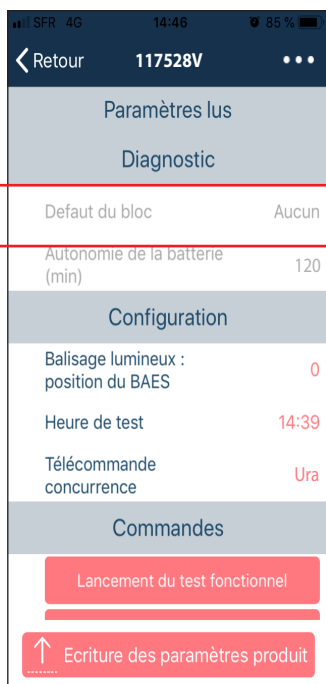 SFR 4G 14:46 85 %
Retour 117528V
Paramètres lus
Diagnostic
Defaut du bloc Aucun
Autonomie de la batterie
(min) 120
Configuration
Balisage lumineux :
position du BAES 0
Heure de test 14:39
Télécommande
concurrence Ura
Commandes
Lancement du test fonctionnel
Ecriture des paramètres produit